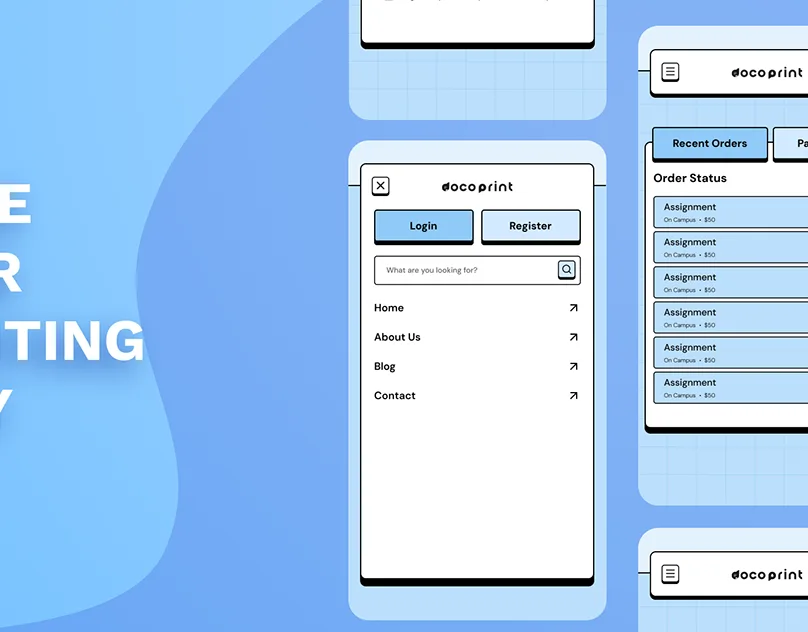 E
R
TING
Y
docoprint
Login
Register
What are you looking for?
Home
About Us
Blog
Contact
docoprint
Recent Orders
Pa
Order Status
Assignment
On Campus • $50
Assignment
On Campus • $50
Assignment
On Campus • $50
Assignment
On Campus • $50
Assignment
On Campus • $50
Assignment
On Campus • $50
docoprint